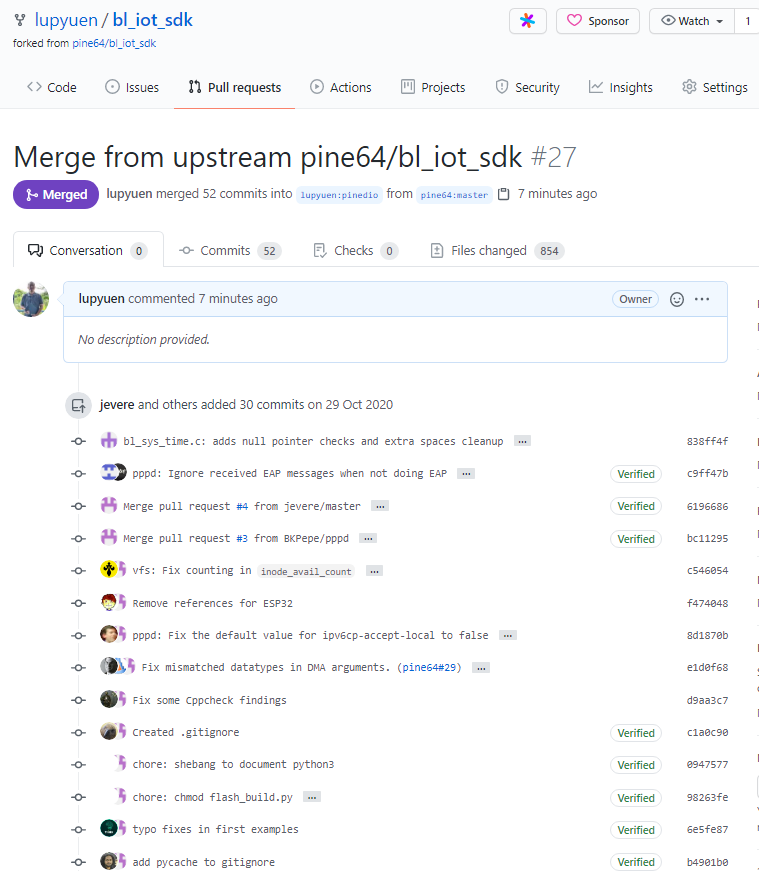 lupyuen / bl_iot_sdk
Sponsor
Watch
1
forked from pine64/bl_iot_sdk
Code
Issues
Pull requests
Actions
Projects
Security
Insights
Settings
Merge from upstream pine64/bl_iot_sdk #27
Merged
lupyuen merged 52 commits into lupyuen:pinedio from pine64:master 7 minutes ago
Conversation 0
Commits 52
Checks 0
Files changed 854
lupyuen commented 7 minutes ago
Owner
No description provided.
jevere and others added 30 commits on 29 Oct 2020
bl_sys_time.c: adds null pointer checks and extra spaces cleanup … 838ff4f
pppd: Ignore received EAP messages when not doing EAP … Verified c9ff47b
Merge pull request #4 from jevere/master … Verified 6196686
Merge pull request #3 from BKPepe/pppd … Verified bc11295
vfs: Fix counting in inode_avail_count … c546054
Remove references for ESP32 f474048
pppd: Fix the default value for ipv6cp-accept-local to false … 8d1870b
Fix mismatched datatypes in DMA arguments. (pine64#29) … e1d0f68
Fix some Cppcheck findings d9aa3c7
Created .gitignore Verified c1a0c90
chore: shebang to document python3 Verified 0947577
chore: chmod flash_build.py … Verified 98263fe
typo fixes in first examples Verified 6e5fe87
add pycache to gitignore Verified b4901b0